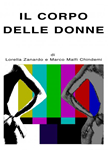 IL CORPO
DELLE DONNE
di
Lorella Zanardo e Marco Malfi Chindemi